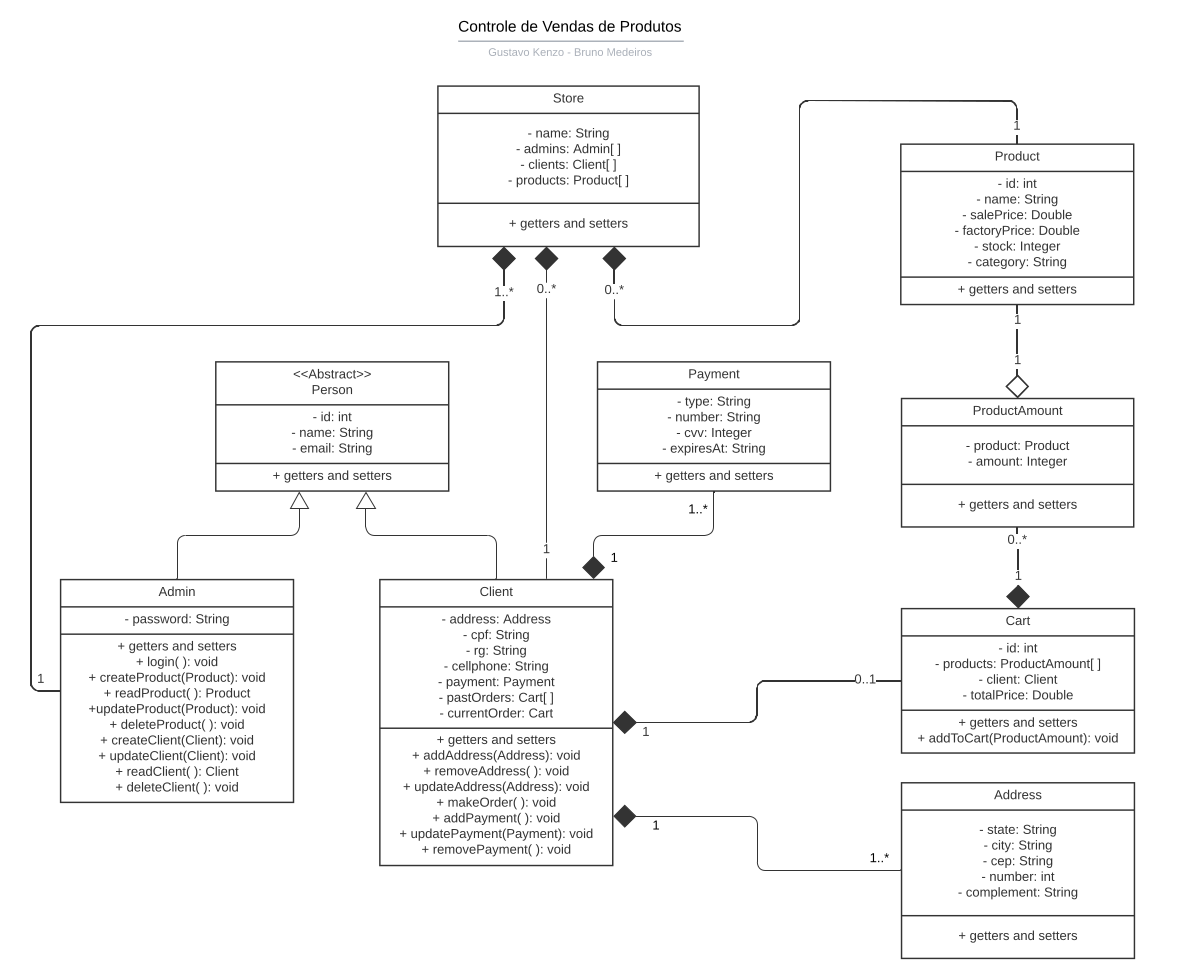 Controle de Vendas de Produtos
Gustavo Kenzo - Bruno Medeiros
Store
- name: String
- admins: Admin[ ]
- clients: Client[ ]
- products: Product[ ]
+ getters and setters
1..*
0..*
0..*
1
Product
- id: int
- name: String
- salePrice: Double
- factoryPrice: Double
- stock: Integer
- category: String
+ getters and setters
1
1
<<Abstract>>
Person
- id: int
- name: String
- email: String
+ getters and setters
Payment
- type: String
- number: String
- cvv: Integer
- expiresAt: String
+ getters and setters
1..*
1
1
ProductAmount
- product: Product
- amount: Integer
+ getters and setters
0..*
1
Admin
- password: String
+ getters and setters
+ login( ): void
+ createProduct(Product): void
+ readProduct( ): Product
+updateProduct(Product): void
+ deleteProduct( ): void
+ createClient(Client): void
+ updateClient(Client): void
+ readClient( ): Client
+ deleteClient( ): void
1
Client
- address: Address
- cpf: String
- rg: String
- cellphone: String
- payment: Payment
- pastOrders: Cart[ ]
- currentOrder: Cart
+ getters and setters
+ addAddress(Address): void
+ removeAddress( ): void
+ updateAddress(Address): void
+ makeOrder( ): void
+ addPayment( ): void
+ updatePayment(Payment): void
+ removePayment( ): void
1
0..1
1
1..*
Cart
- id: int
- products: ProductAmount[ ]
- client: Client
- totalPrice: Double
+ getters and setters
+ addToCart(ProductAmount): void
Address
- state: String
- city: String
- cep: String
- number: int
- complement: String
+ getters and setters